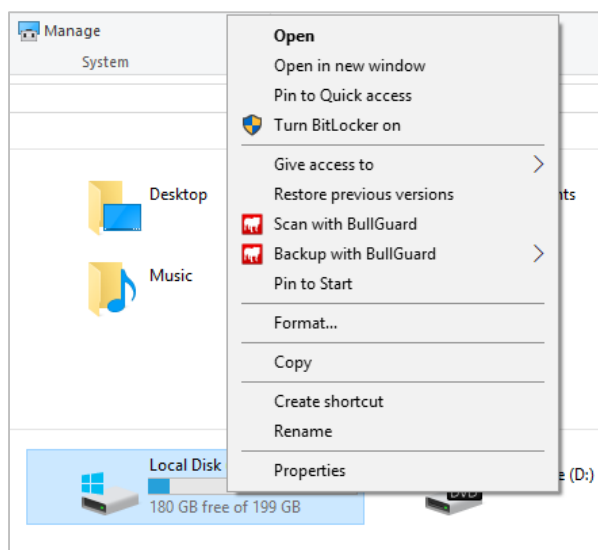 Manage
System
Open
Open in new window
Pin to Quick access
Turn BitLocker on
Give access to
Restore previous versions
Scan with BullGuard
Backup with BullGuard
Pin to Start
Format...
Copy
Create shortcut
Rename
Properties
Desktop
nts
Music
Local Disk
180 GB free of 199 GB
e (D:)
DVD